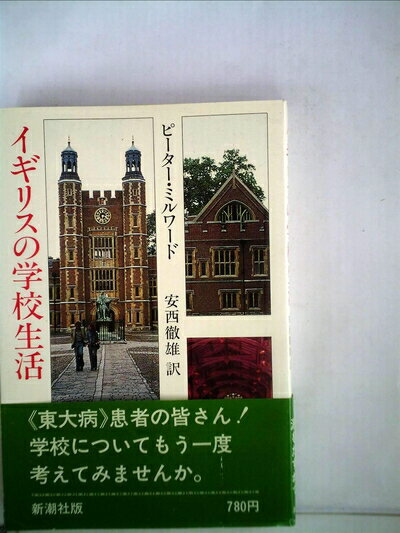 イギリスの学校生活
ピーター・ミルワード
安西徹雄 訳
《東大病》患者の皆さん!
学校についてもう一度
考えてみませんか。
新潮社版
780円